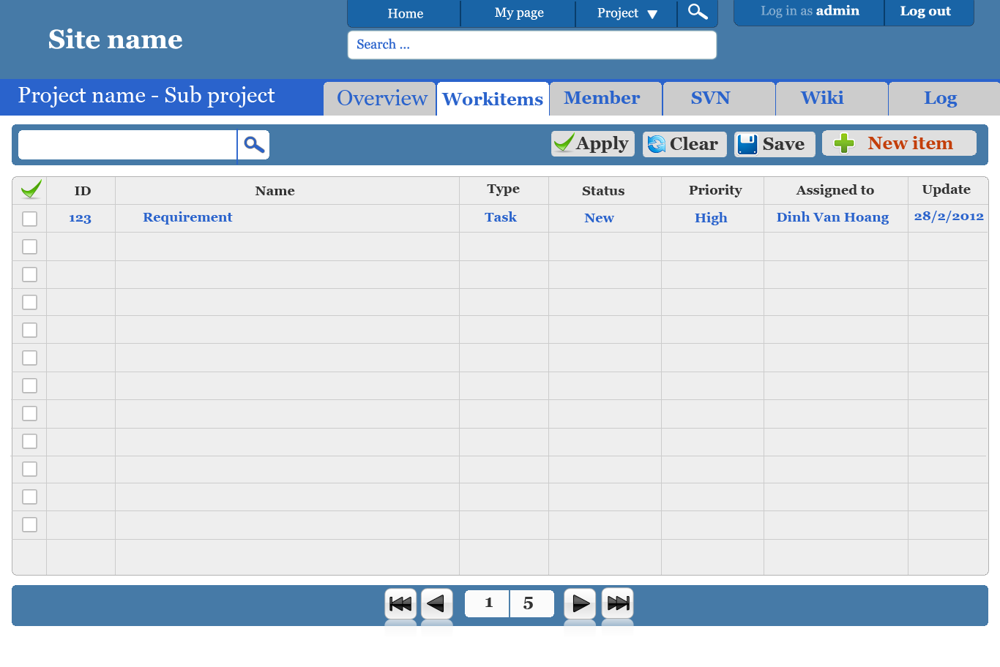 Home My page Project
Log in as admin Log out
Site name
Search ...
Project name - Sub project
Overview Workitems Member SVN Wiki Log
Apply Clear Save New item
ID Name Type Status Priority Assigned to Update
123 Requirement Task New High Dinh Van Hoang 28/2/2012
1 5